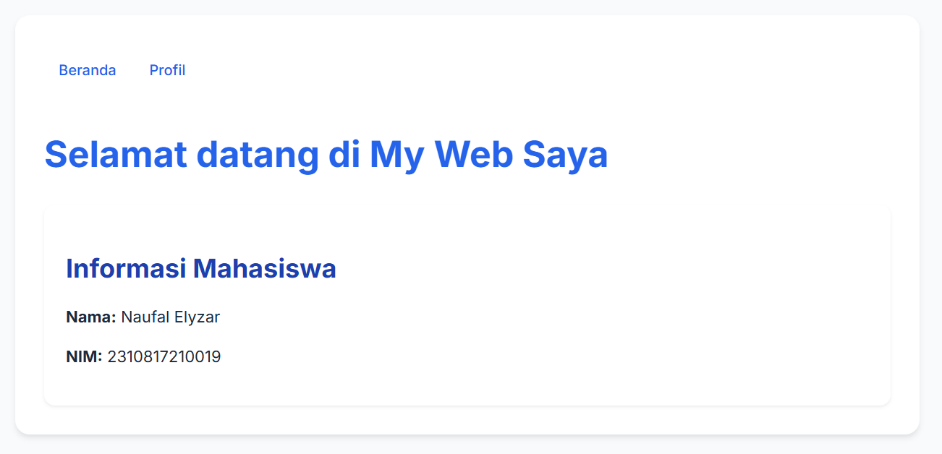 Beranda Profil
Selamat datang di My Web Saya
Informasi Mahasiswa
Nama: Naufal Elyzar
NIM: 2310817210019